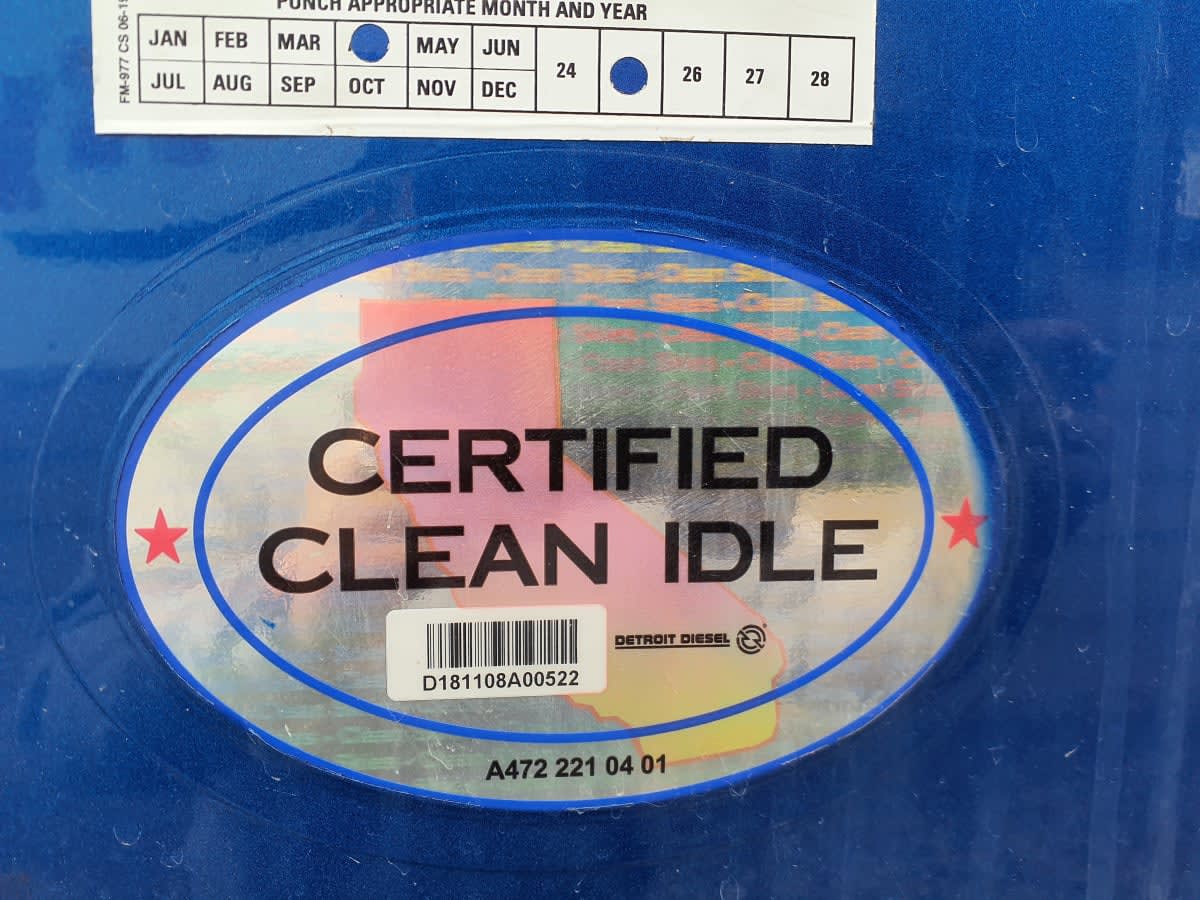 PUNCH APPROPRIATE MONTH AND YEAR
FM-977 CS 06-1
JAN FEB MAR MAY JUN
24 26 27 28
JUL AUG SEP OCT NOV DEC
CERTIFIED
CLEAN IDLE
DETROIT DIESEL
D181108A00522
A472 221 04 01